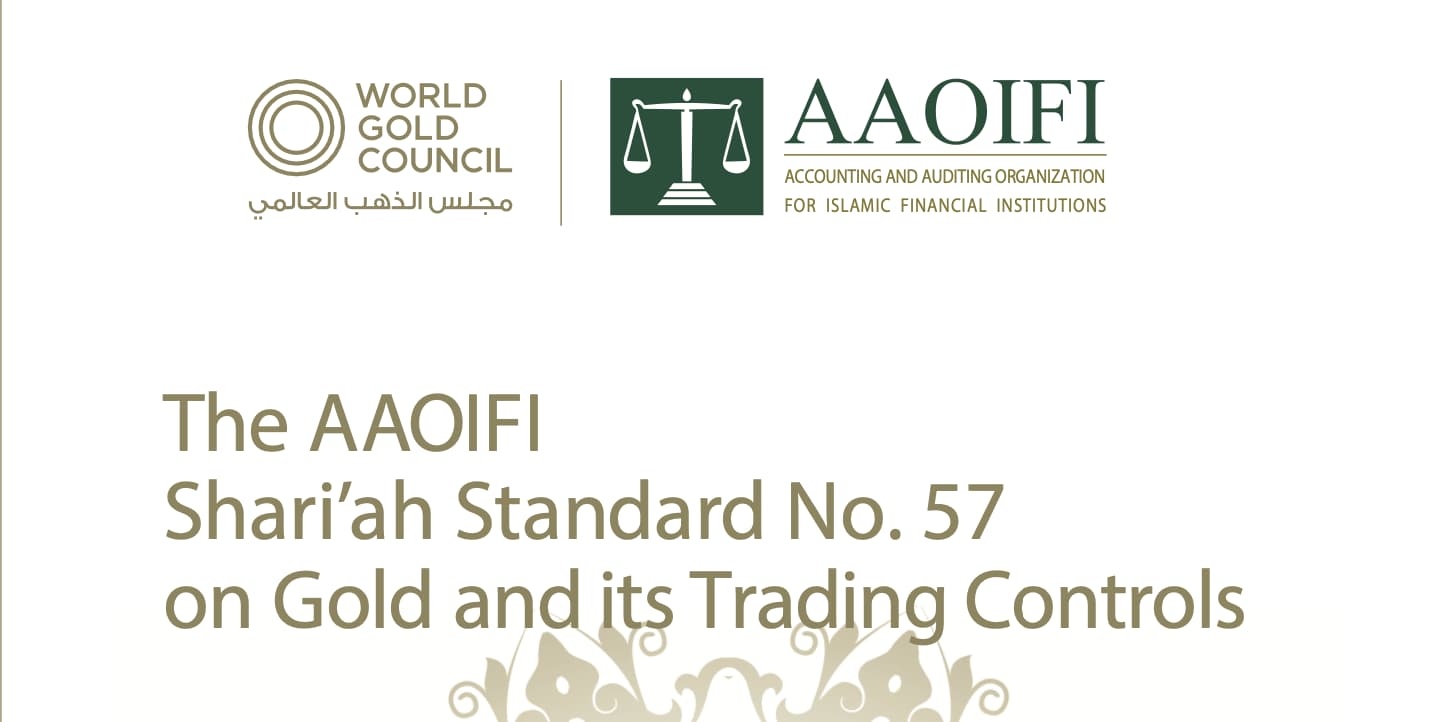 WORLD
GOLD
COUNCIL
مجلس الذهب العالمي
AAOIFI
ACCOUNTING AND AUDITING ORGANIZATION
FOR ISLAMIC FINANCIAL INSTITUTIONS
The AAOIFI
Shari’ah Standard No. 57
on Gold and its Trading Controls